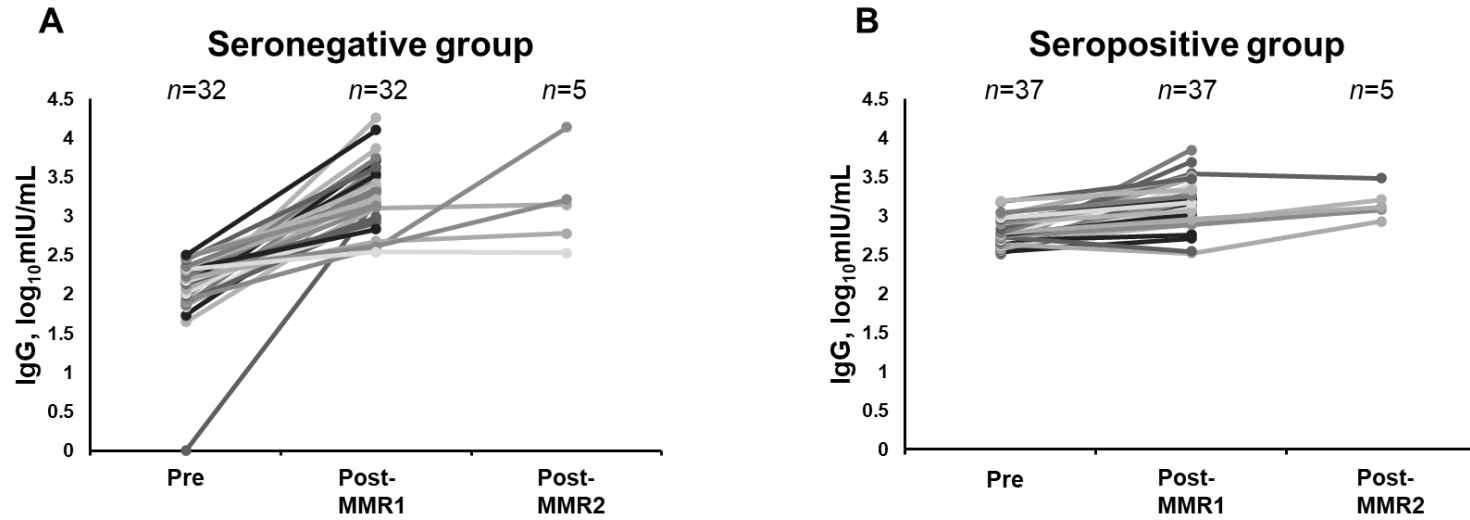 A
Seronegative group
n=32
n=32
n=5
4.5
4
3.5
3
2.5
2
1.5
1
0.5
0
IgG, log₁₀mIU/mL
Pre
Post-
MMR1
Post-
MMR2
B
Seropositive group
n=37
n=37
n=5
4.5
4
3.5
3
2.5
2
1.5
1
0.5
0
IgG, log₁₀mIU/mL
Pre
Post-
MMR1
Post-
MMR2